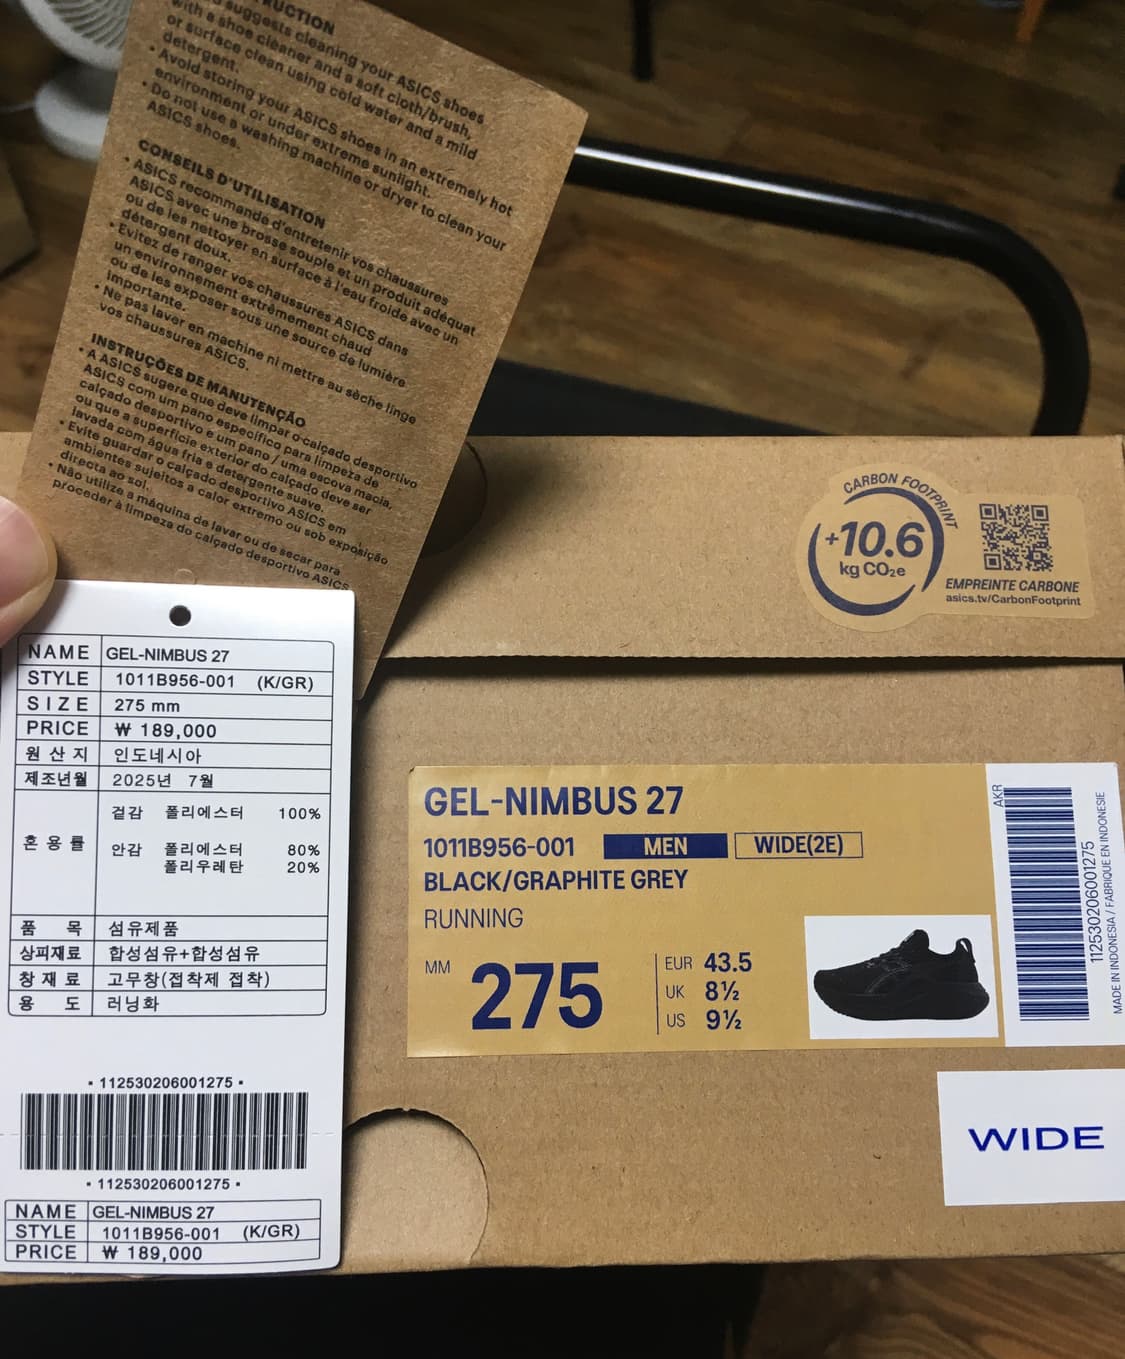 RUCTION
suggests cleaning your ASICS shoes
with a shoe cleaner and a soft cloth/brush,
or surface clean using cold water and a mild
detergent.
• Avoid storing your ASICS shoes in an extremely hot
environment or under extreme sunlight.
• Do not use a washing machine or dryer to clean your
ASICS shoes.
CONSEILS D'UTILISATION
• ASICS recommande d'entretenir vos chaussures
ASICS avec une brosse souple et un produit adéquat
ou de les nettoyer en surface à l'eau froide avec un
détergent doux.
• Evitez de ranger vos chaussures ASICS dans
un environnement extrêmement chaud
ou de les exposer sous une source de lumière
importante.
• Ne pas laver en machine ni mettre au sèche linge
vos chaussures ASICS.
INSTRUÇÕES DE MANUTENÇÃO
• A ASICS sugere que deve limpar o calçado desportivo
ASICS com um pano específico para limpeza de
calçado desportivo e um pano / uma escova macia,
ou que a superfície exterior do calçado deve ser
lavada com água fria e detergente suave.
• Evite guardar o calçado desportivo ASICS em
ambientes sujeitos a calor extremo ou sob exposição
directa ao sol.
• Não utilize a máquina de lavar ou de secar para
proceder à limpeza do calçado desportivo ASICS
CARBON FOOTPRINT
+10.6
kg CO₂e
EMPREINTE CARBONE
asics.tv/CarbonFootprint
NAME GEL-NIMBUS 27
STYLE 1011B956-001 (K/GR)
SIZE 275 mm
PRICE ₩ 189,000
원산지 인도네시아
제조년월 2025년 7월
혼용률
겉감 폴리에스터 100%
안감 폴리에스터 80%
폴리우레탄 20%
품 목 섬유제품
상피재료 합성섬유+합성섬유
창재료 고무창(접착제 접착)
용 도 러닝화
• 112530206001275 •
• 112530206001275 •
NAME GEL-NIMBUS 27
STYLE 1011B956-001 (K/GR)
PRICE ₩ 189,000
GEL-NIMBUS 27
1011B956-001 MEN WIDE(2E)
BLACK/GRAPHITE GREY
RUNNING
MM 275
EUR 43.5
UK 8½
US 9½
AKR
112530206001275
MADE IN INDONESIA / FABRIQUE EN INDONESIE
WIDE